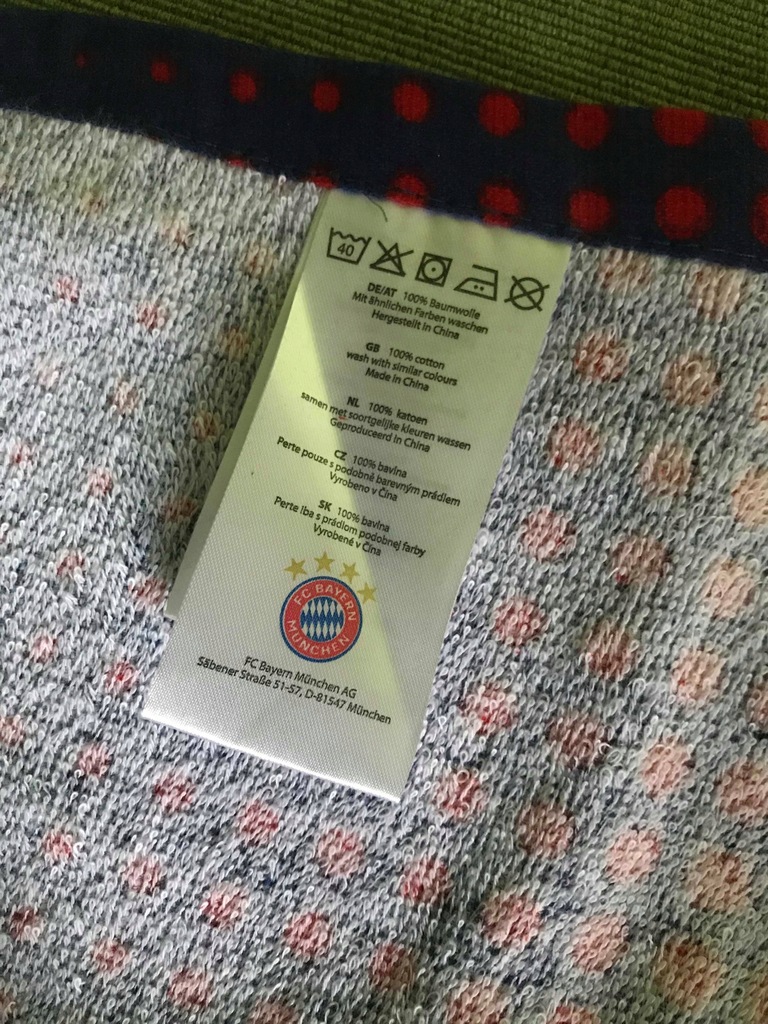 40
DE/AT 100% Baumwolle
Mit ähnlichen Farben waschen
Hergestellt in China
GB 100% cotton
wash with similar colours
Made in China
NL 100% katoen
samen met soortgelijke kleuren wassen
Geproduceerd in China
CZ 100% bavlna
Perte pouze s podobně barevným prádlem
Vyrobeno v Čína
SK 100% bavlna
Perte iba s prádlom podobnej farby
Vyrobené v Čína
FC BAYERN
MÜNCHEN
FC Bayern München AG
Säbener Straße 51-57, D-81547 München